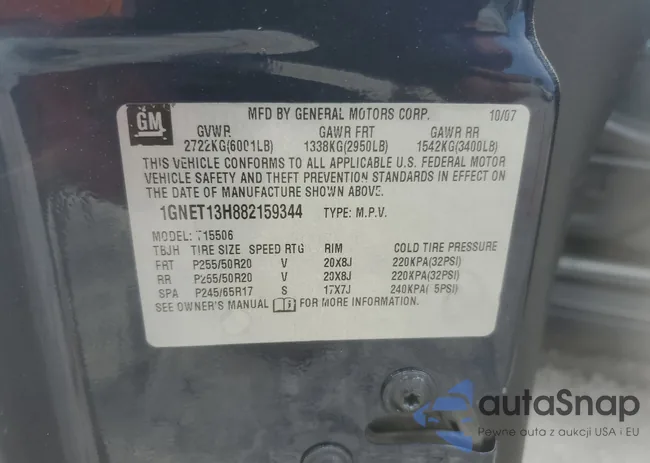 GM
MFD BY GENERAL MOTORS CORP. 10/07
GVWR GAWR FRT GAWR RR
2722KG(6001LB) 1338KG(2950LB) 1542KG(3400LB)
THIS VEHICLE CONFORMS TO ALL APPLICABLE U.S. FEDERAL MOTOR
VEHICLE SAFETY AND THEFT PREVENTION STANDARDS IN EFFECT ON
THE DATE OF MANUFACTURE SHOWN ABOVE.
1GNET13H882159344 TYPE: M.P.V.
MODEL: T15506
TBJH TIRE SIZE SPEED RTG RIM COLD TIRE PRESSURE
FRT P255/50R20 V 20X8J 220KPA(32PSI)
RR P255/50R20 V 20X8J 220KPA(32PSI)
SPA P245/65R17 S 17X7J 240KPA( 5PSI)
SEE OWNER'S MANUAL FOR MORE INFORMATION.
autoSnap
Pewne auta z aukcji USA i EU